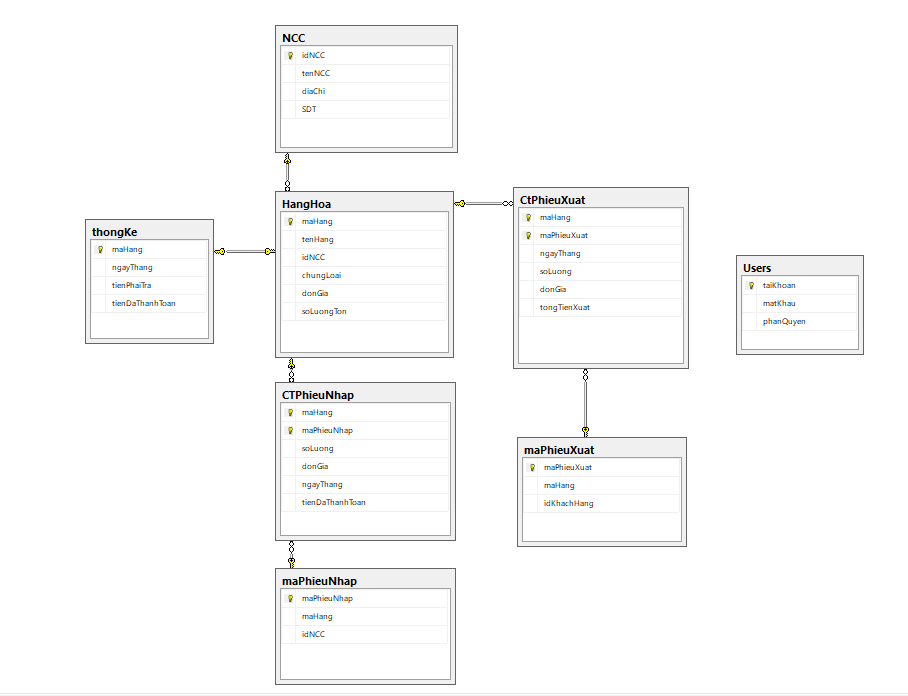 NCC
idNCC
tenNCC
diaChi
SDT
HangHoa
maHang
tenHang
idNCC
chungLoai
donGia
soLuongTon
CtPhieuXuat
maHang
maPhieuXuat
ngayThang
soLuong
donGia
tongTienXuat
thongKe
maHang
ngayThang
tienPhaiTra
tienDaThanhToan
Users
taiKhoan
matKhau
phanQuyen
CTPhieuNhap
maHang
maPhieuNhap
soLuong
donGia
ngayThang
tienDaThanhToan
maPhieuXuat
maPhieuXuat
maHang
idKhachHang
maPhieuNhap
maPhieuNhap
maHang
idNCC